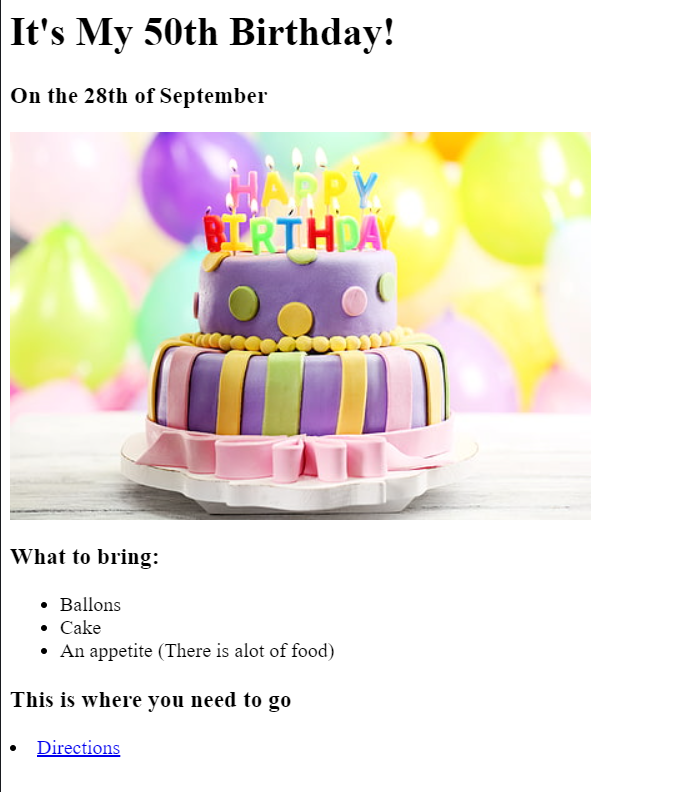 It's My 50th Birthday!
On the 28th of September
HAPPY
BIRTHDAY
What to bring:
Ballons
Cake
An appetite (There is alot of food)
This is where you need to go
Directions